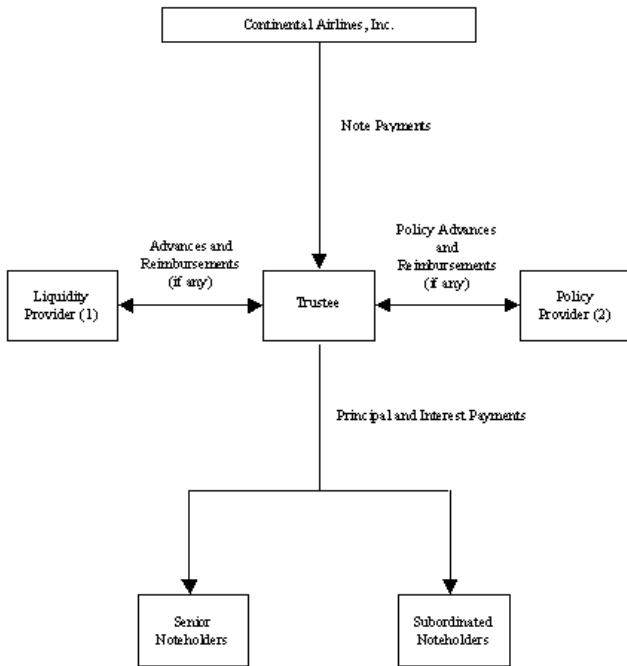 Continental Airlines, Inc.
Note Payments
Advances and
Reimbursements
(if any)
Policy Advances
and
Reimbursements
(if any)
Liquidity
Provider (1)
Trustee
Policy
Provider (2)
Principal and Interest Payments
Senior
Noteholders
Subordinated
Noteholders